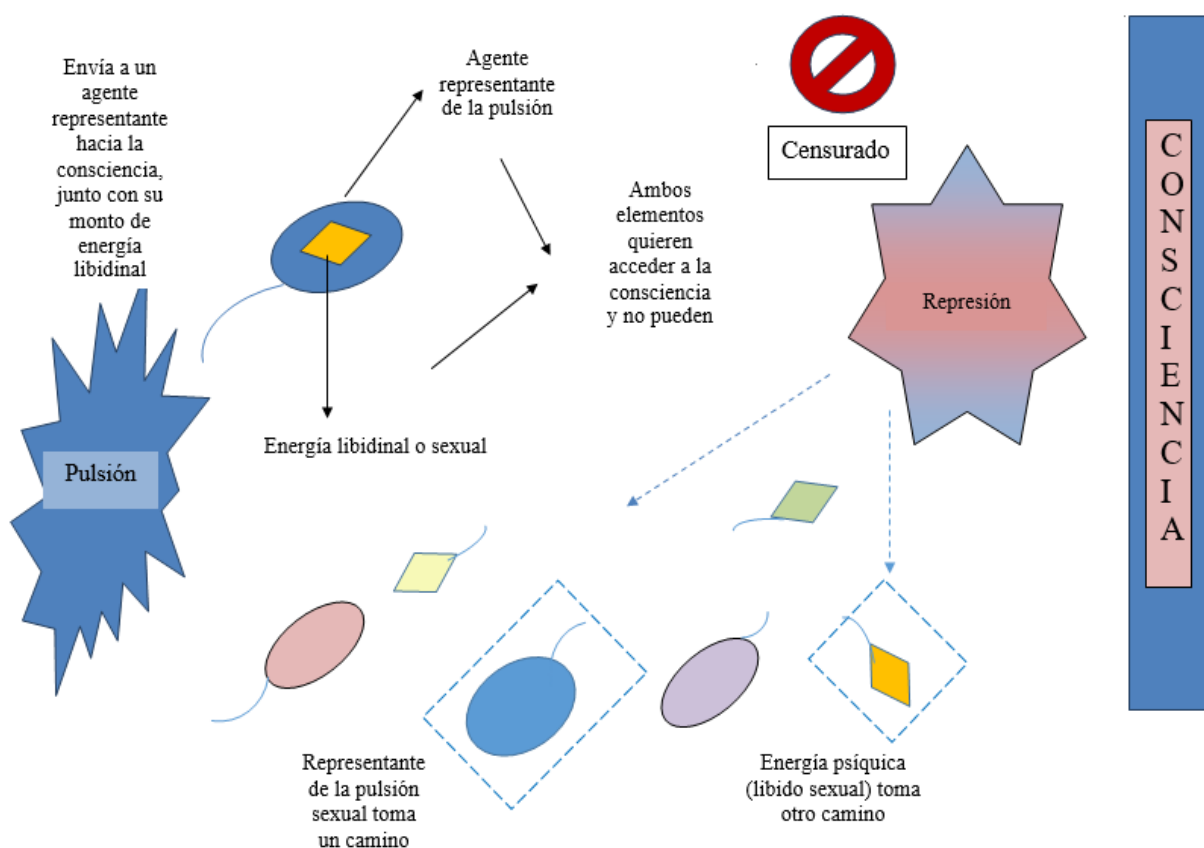 Envía a un
agente
representante
hacia la
consciencia,
junto con su
monto de
energía
libidinal
Agente
representante
de la pulsión
Censurado
Ambos
elementos
quieren
acceder a la
consciencia
y no pueden
Represión
CONSCIENCIA
Energía libidinal o sexual
Pulsión
Representante
de la pulsión
sexual toma
un camino
Energía psíquica
(libido sexual) toma
otro camino